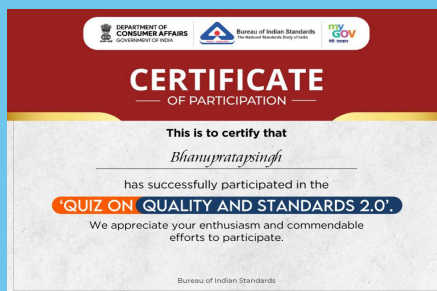 DEPARTMENT OF
CONSUMER AFFAIRS
GOVERNMENT OF INDIA
Bureau of Indian Standards
The National Standards Body of India
my
GOV
मेरी सरकार
CERTIFICATE
OF PARTICIPATION
This is to certify that
Bhanupratapsingh
has successfully participated in the
‘QUIZ ON QUALITY AND STANDARDS 2.0’.
We appreciate your enthusiasm and commendable
efforts to participate.
Bureau of Indian Standards